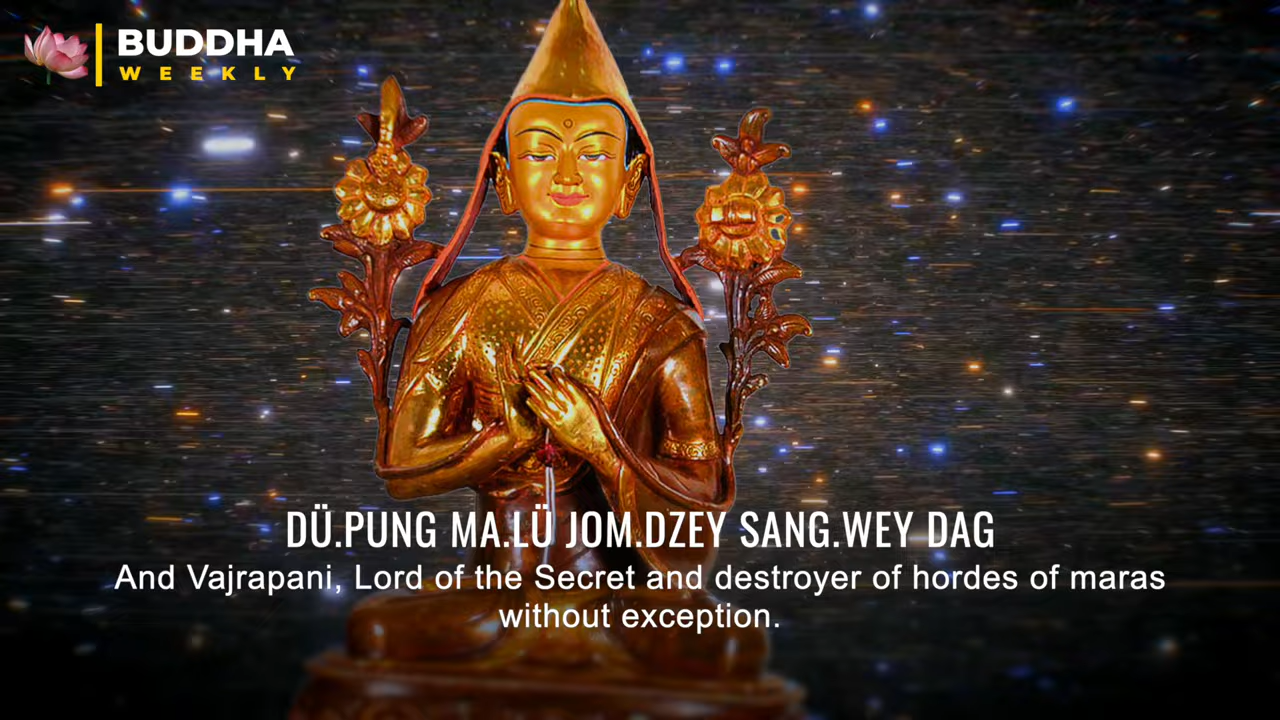 BUDDHA
WEEKLY
DÜ.PUNG MA.LÜ JOM.DZEY SANG.WEY DAG
And Vajrapani, Lord of the Secret and destroyer of hordes of maras
without exception.